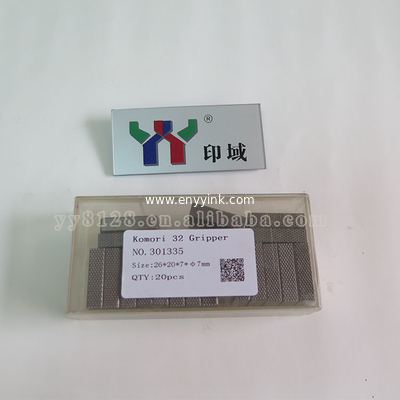 ®
印域
www.enyyink.com
yy8128.en.alibaba.com
Komori 32 Gripper
NO.301335
Size:26*20*7*Φ7mm
QTY:20pcs